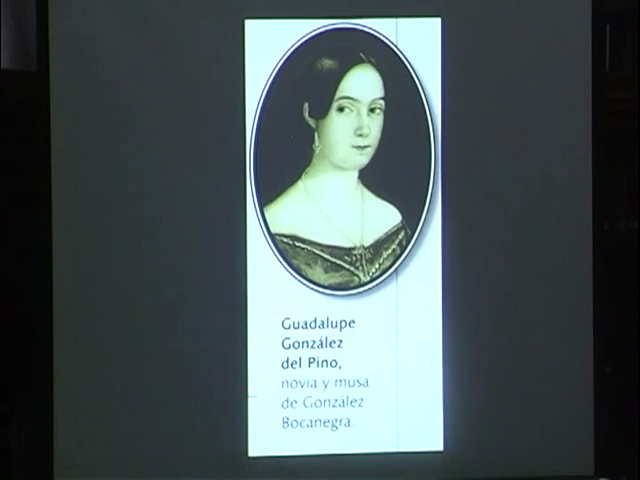 Guadalupe
González
del Pino,
novia y musa
de González
Bocanegra.